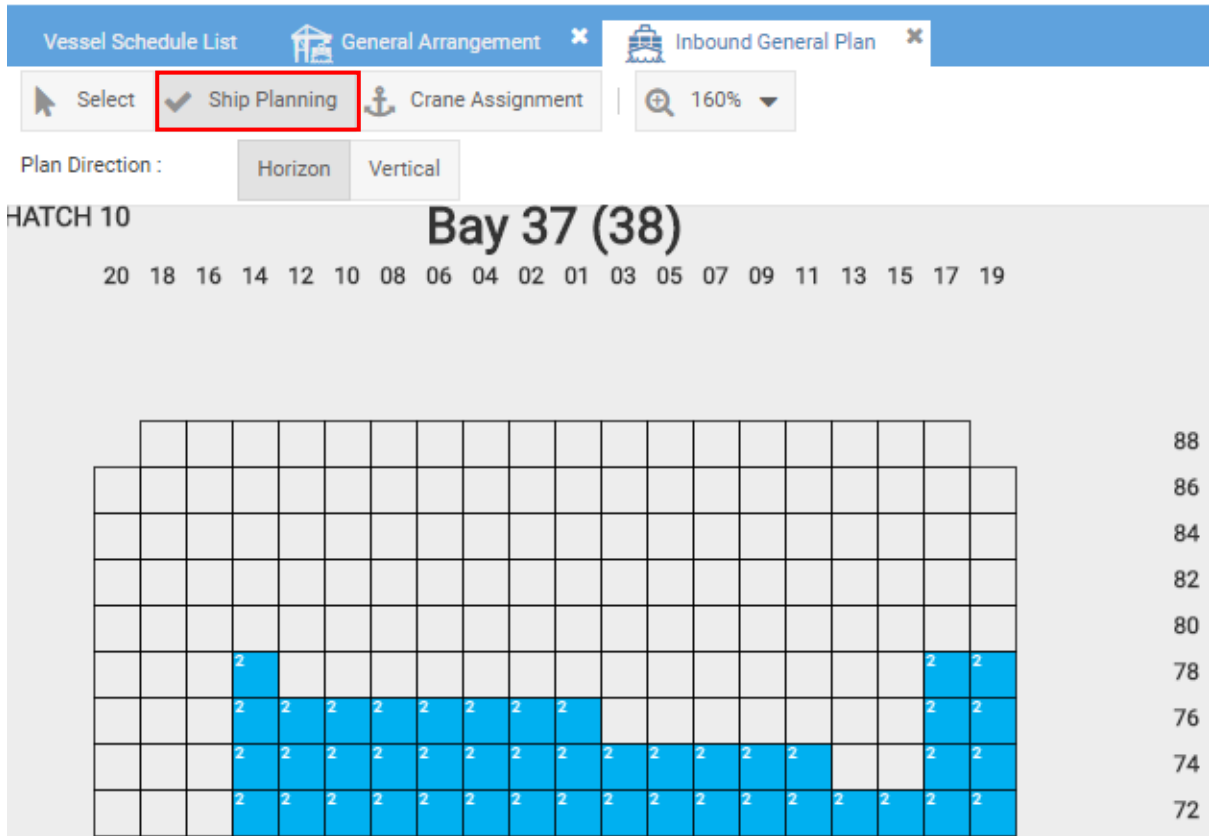 Vessel Schedule List General Arrangement Inbound General Plan
Select Ship Planning Crane Assignment 160%
Plan Direction : Horizon Vertical
HATCH 10 Bay 37 (38)
20 18 16 14 12 10 08 06 04 02 01 03 05 07 09 11 13 15 17 19
88
86
84
82
80
2 2 2 78
2 2 2 2 2 2 2 2 2 2 76
2 2 2 2 2 2 2 2 2 2 2 2 2 2 2 74
2 2 2 2 2 2 2 2 2 2 2 2 2 2 2 2 2 72